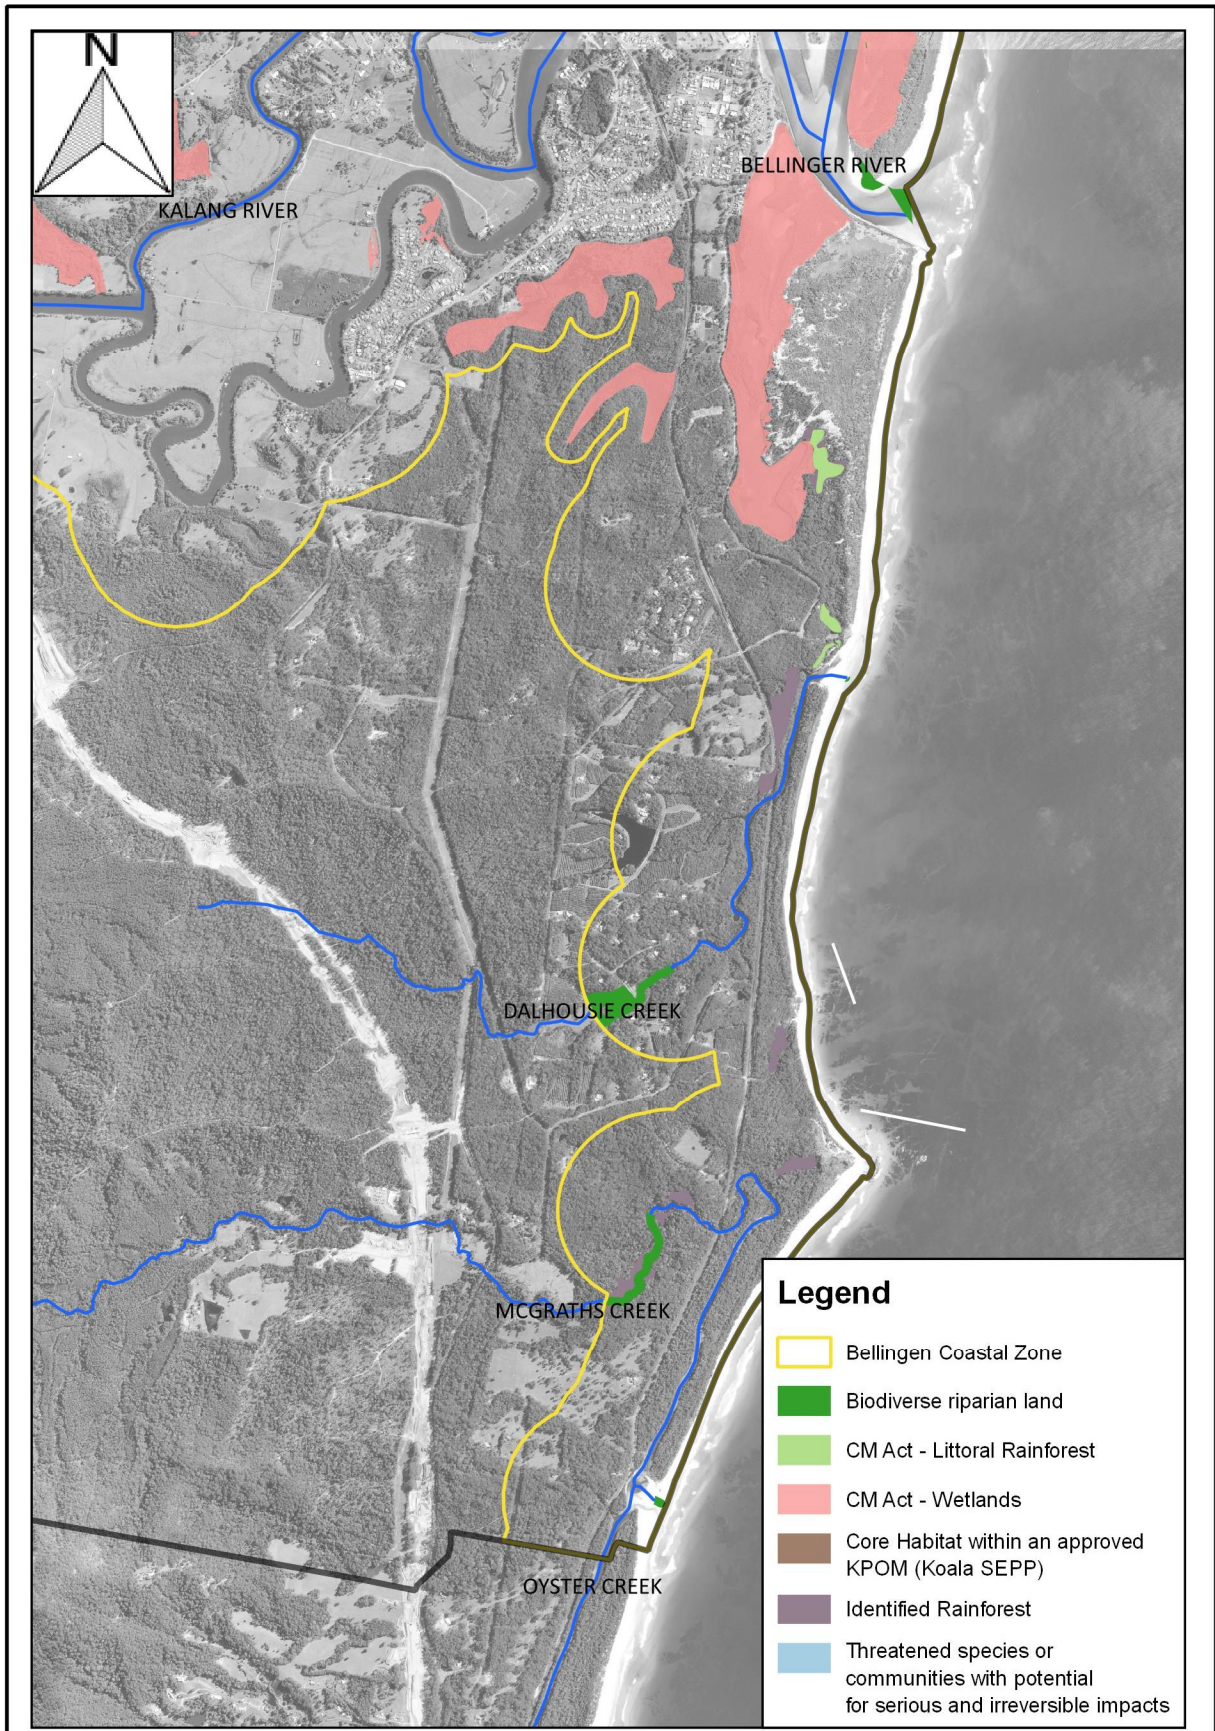 N
BELLINGER RIVER
KALANG RIVER
DALHOUSIE CREEK
MCGRATHS CREEK
OYSTER CREEK
Legend
Bellingen Coastal Zone
Biodiverse riparian land
CM Act - Littoral Rainforest
CM Act - Wetlands
Core Habitat within an approved
KPOM (Koala SEPP)
Identified Rainforest
Threatened species or
communities with potential
for serious and irreversible impacts